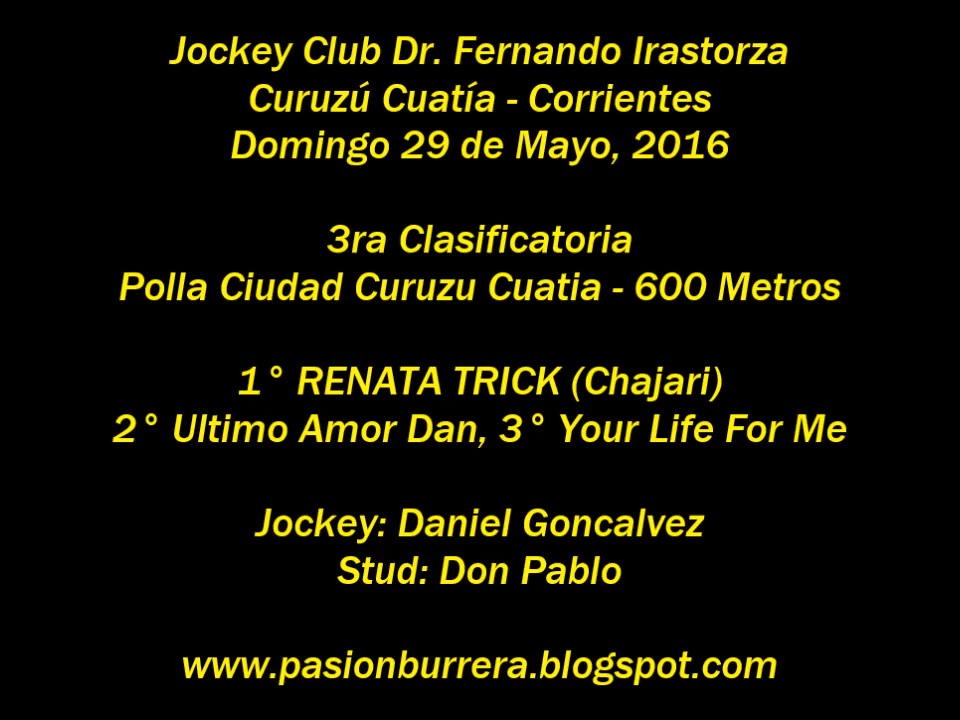 Jockey Club Dr. Fernando Irastorza
Curuzú Cuatía - Corrientes
Domingo 29 de Mayo, 2016
3ra Clasificatoria
Polla Ciudad Curuzu Cuatia - 600 Metros
1° RENATA TRICK (Chajari)
2° Ultimo Amor Dan, 3° Your Life For Me
Jockey: Daniel Goncalvez
Stud: Don Pablo
www.pasionburrera.blogspot.com